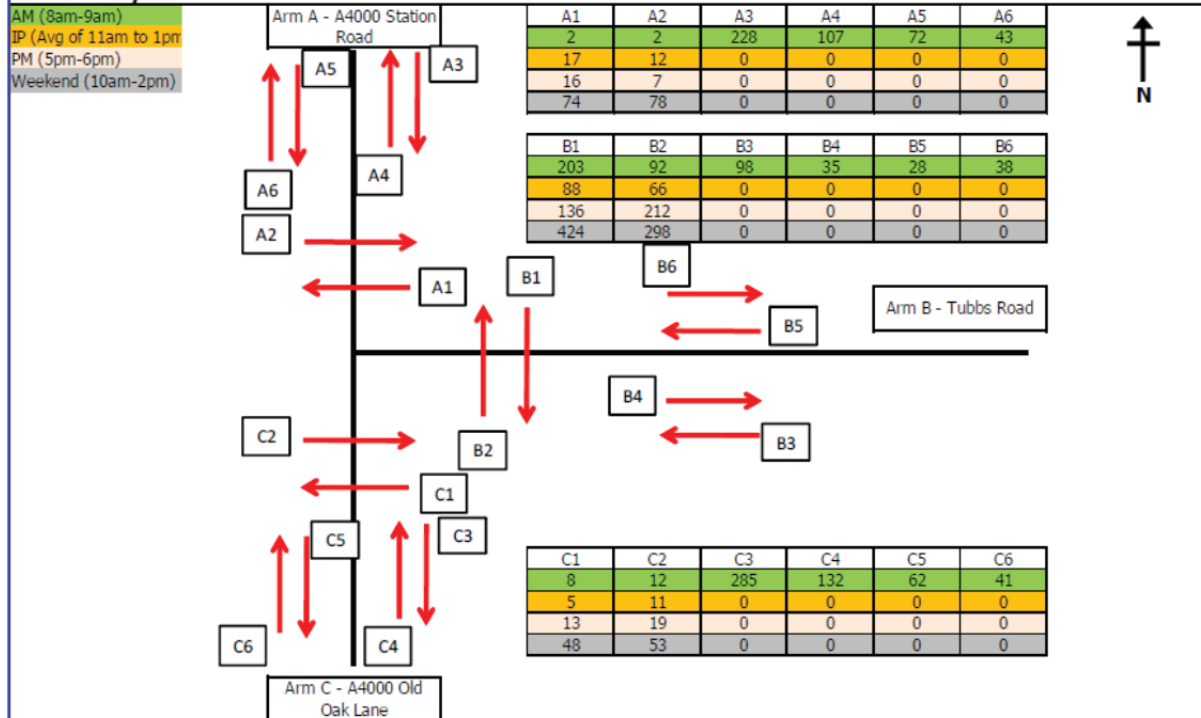 AM (8am-9am)
IP (Avg of 11am to 1pm
PM (5pm-6pm)
Weekend (10am-2pm)
Arm A - A4000 Station
Road
A1 A2 A3 A4 A5 A6
2 2 228 107 72 43
17 12 0 0 0 0
16 7 0 0 0 0
74 78 0 0 0 0
N
A5
A3
A6
A4
A2
A1
B1 B2 B3 B4 B5 B6
203 92 98 35 28 38
88 66 0 0 0 0
136 212 0 0 0 0
424 298 0 0 0 0
B1
B6
B5
Arm B - Tubbs Road
B4
B3
C2
B2
C1
C5
C3
C6
C4
C1 C2 C3 C4 C5 C6
8 12 285 132 62 41
5 11 0 0 0 0
13 19 0 0 0 0
48 53 0 0 0 0
Arm C - A4000 Old
Oak Lane